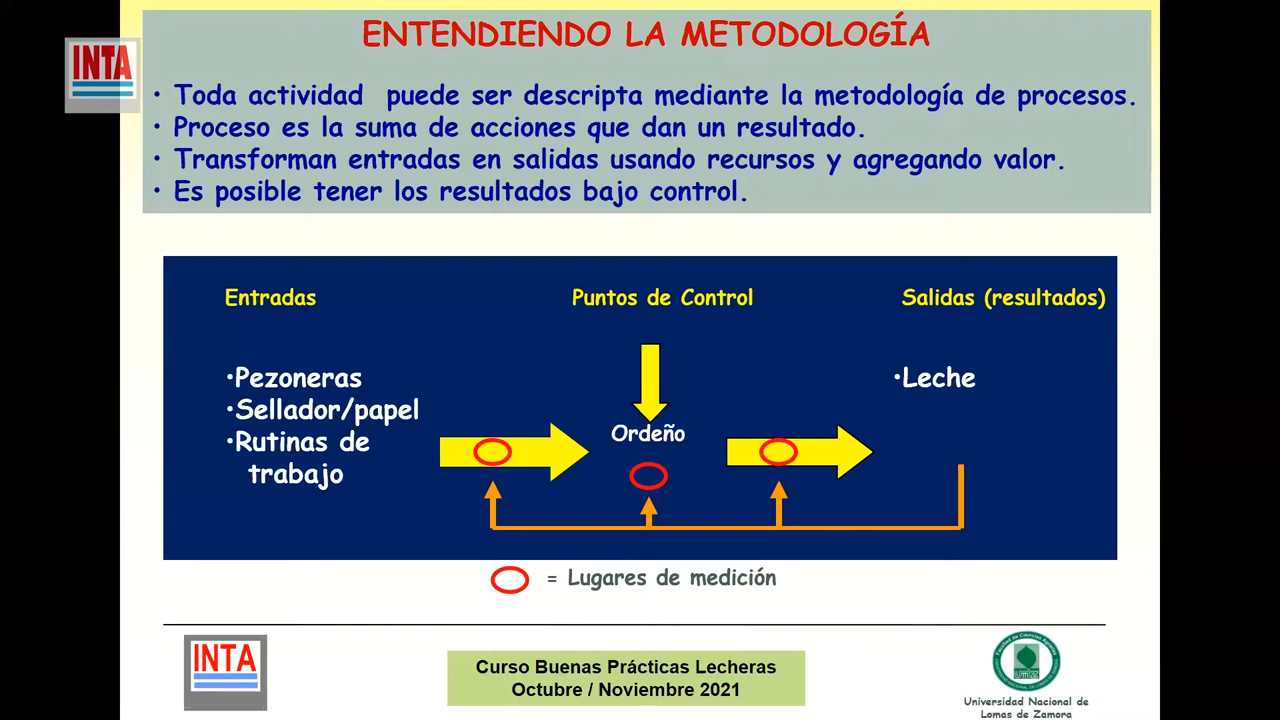 ENTENDIENDO LA METODOLOGÍA
INTA
• Toda actividad puede ser descripta mediante la metodología de procesos.
• Proceso es la suma de acciones que dan un resultado.
• Transforman entradas en salidas usando recursos y agregando valor.
• Es posible tener los resultados bajo control.
Entradas
Puntos de Control
Salidas (resultados)
•Pezoneras
•Sellador/papel
•Rutinas de
trabajo
Ordeño
•Leche
= Lugares de medición
INTA
Curso Buenas Prácticas Lecheras
Octubre / Noviembre 2021
Universidad Nacional de
Lomas de Zamora